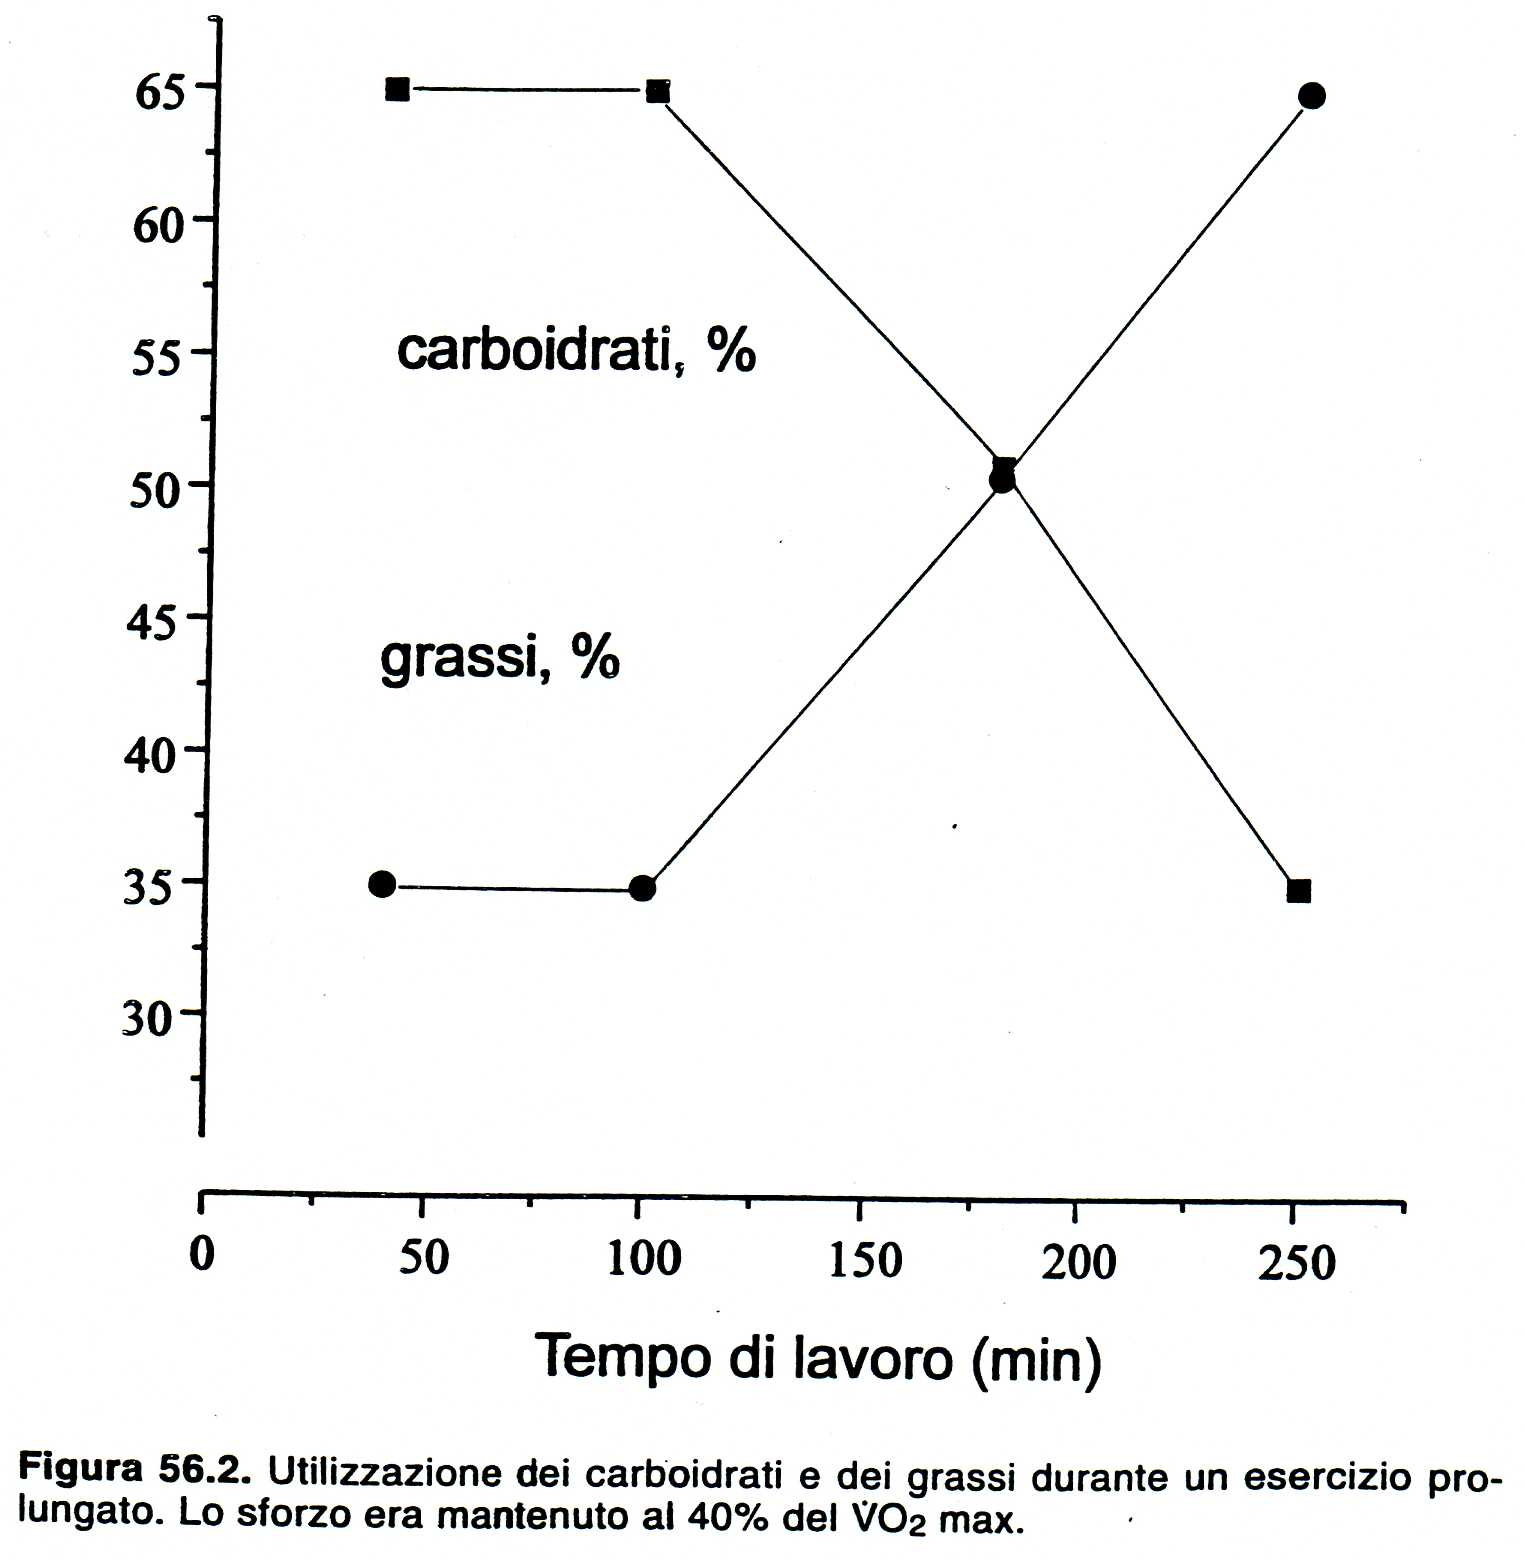 65
60
carboidrati, %
55
50
45
grassi, %
40
35
30
0 50 100 150 200 250
Tempo di lavoro (min)
Figura 56.2. Utilizzazione dei carboidrati e dei grassi durante un esercizio pro-
lungato. Lo sforzo era mantenuto al 40% del V̇O₂ max.